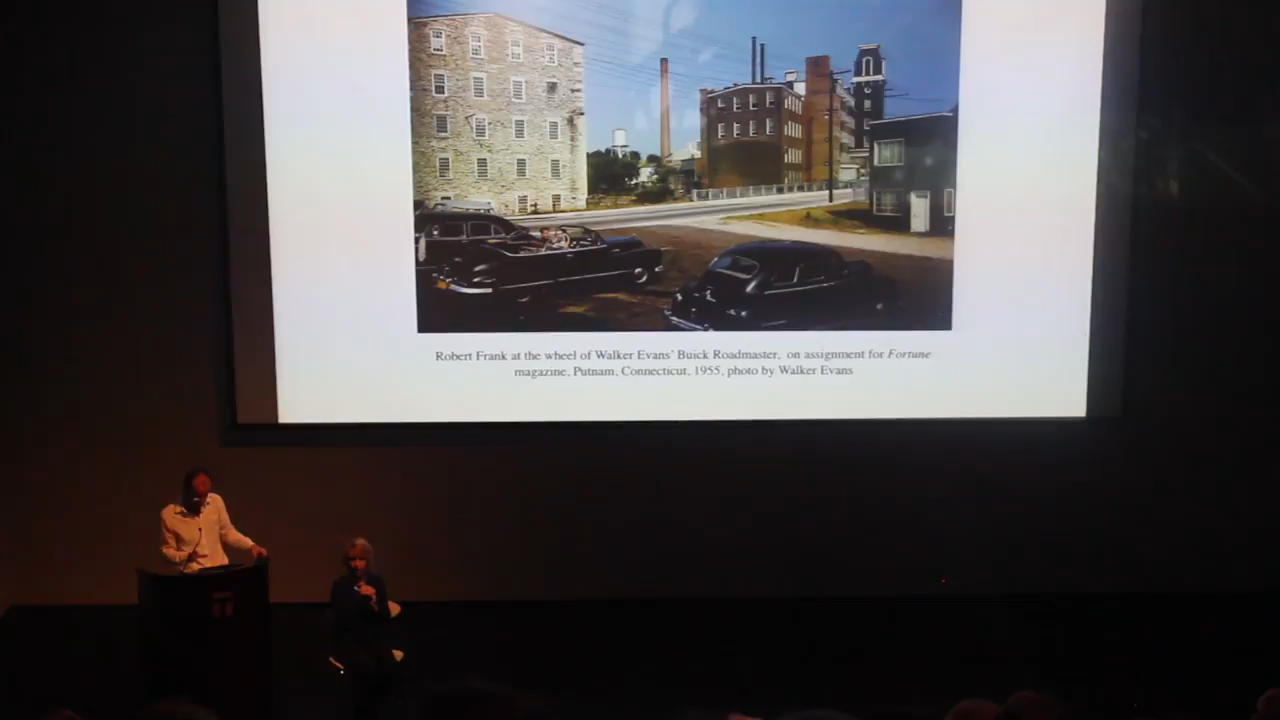 Robert Frank at the wheel of Walker Evans' Buick Roadmaster, on assignment for Fortune
magazine, Putnam, Connecticut, 1955, photo by Walker Evans